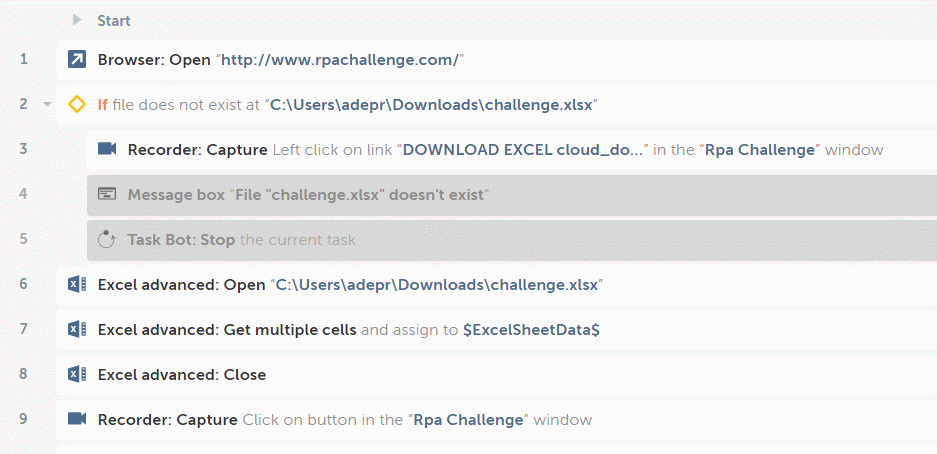 Start
1 Browser: Open “http://www.rpachallenge.com/”
2 If file does not exist at “C:\Users\adepr\Downloads\challenge.xlsx”
3 Recorder: Capture Left click on link “DOWNLOAD EXCEL cloud_do...” in the “Rpa Challenge” window
4 Message box “File "challenge.xlsx" doesn't exist”
5 Task Bot: Stop the current task
6 Excel advanced: Open “C:\Users\adepr\Downloads\challenge.xlsx”
7 Excel advanced: Get multiple cells and assign to $ExcelSheetData$
8 Excel advanced: Close
9 Recorder: Capture Click on button in the “Rpa Challenge” window